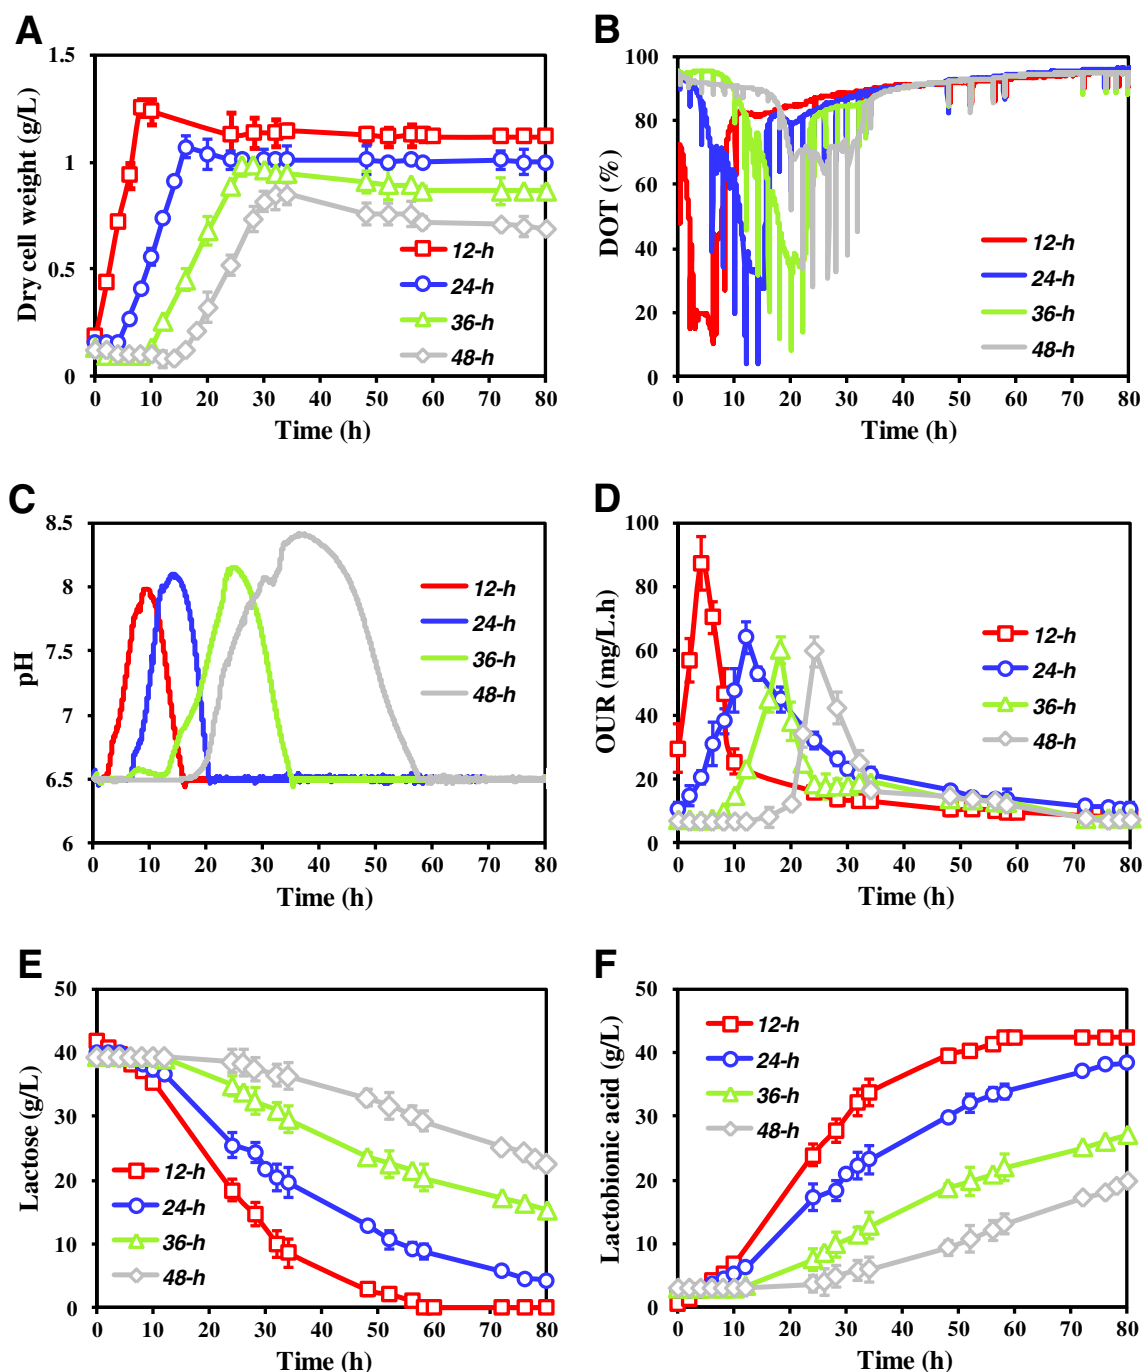 A
Dry cell weight (g/L)
1.5
1
0.5
0
12-h
24-h
36-h
48-h
0 10 20 30 40 50 60 70 80
Time (h)
B
DOT (%)
100
80
60
40
20
0
12-h
24-h
36-h
48-h
0 10 20 30 40 50 60 70 80
Time (h)
C
pH
8.5
8
7.5
7
6.5
6
12-h
24-h
36-h
48-h
0 10 20 30 40 50 60 70 80
Time (h)
D
OUR (mg/L.h)
100
80
60
40
20
0
12-h
24-h
36-h
48-h
0 10 20 30 40 50 60 70 80
Time (h)
E
Lactose (g/L)
50
40
30
20
10
0
12-h
24-h
36-h
48-h
0 10 20 30 40 50 60 70 80
Time (h)
F
Lactobionic acid (g/L)
50
40
30
20
10
0
12-h
24-h
36-h
48-h
0 10 20 30 40 50 60 70 80
Time (h)